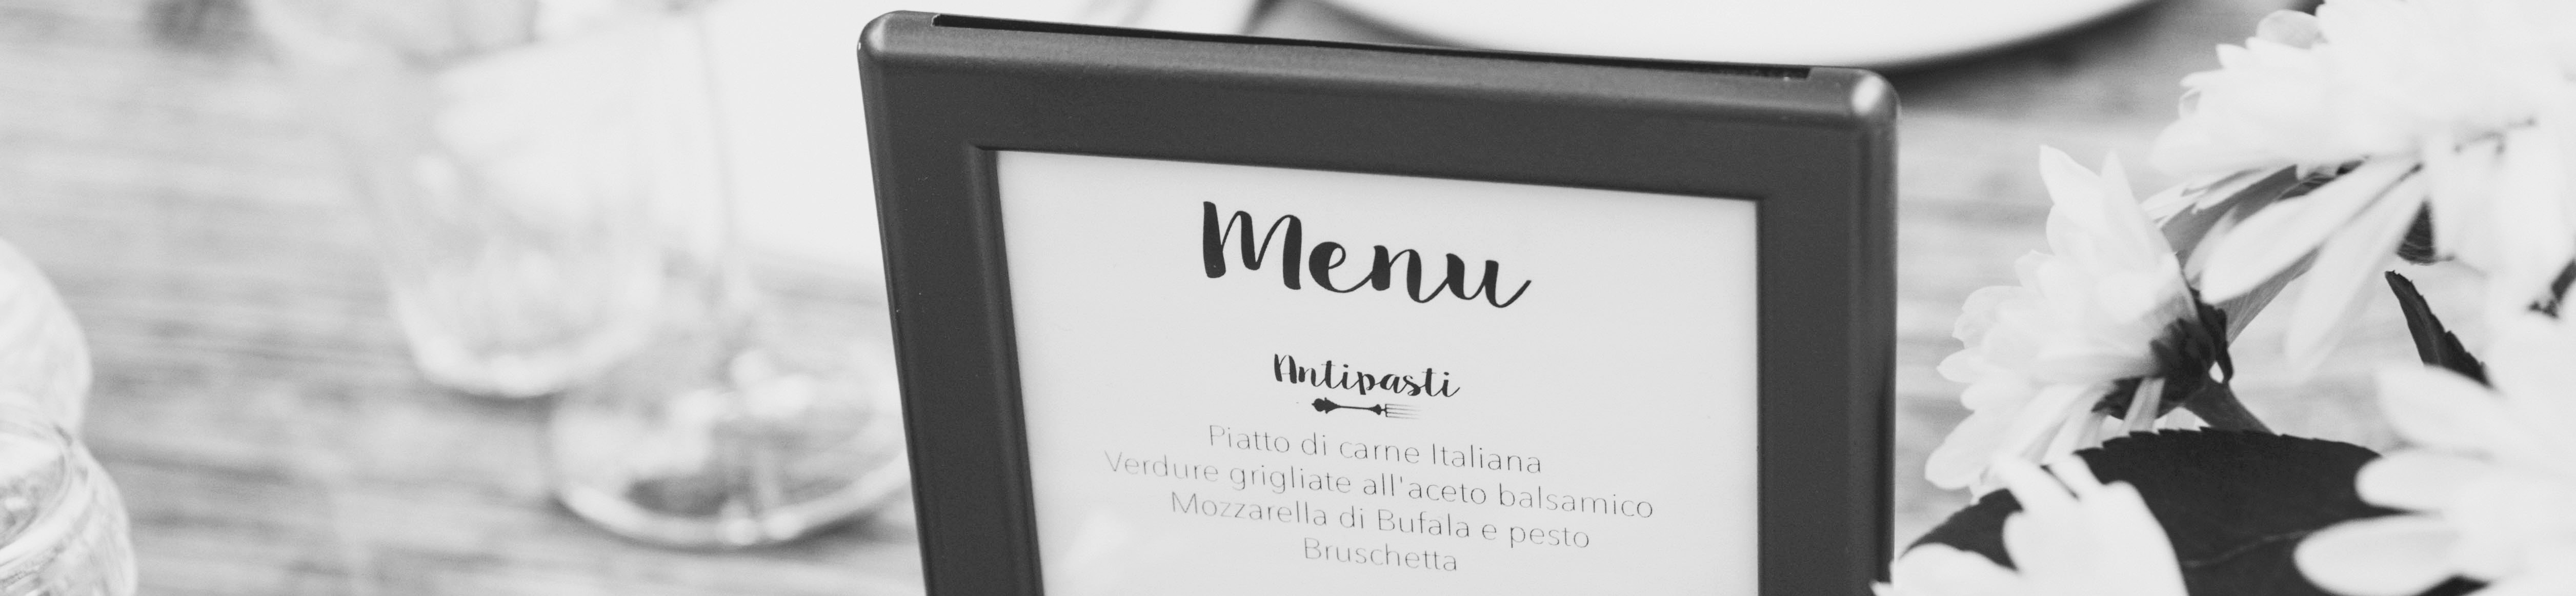 Menu
Antipasti
Piatto di carne Italiana
Verdure grigliate all'aceto balsamico
Mozzarella di Bufala e pesto
Bruschetta